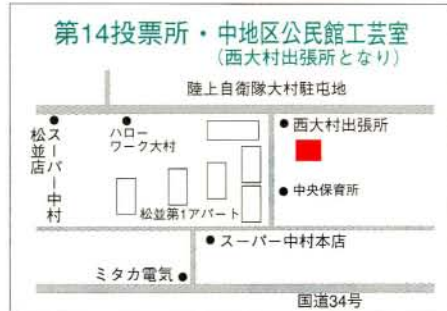 第14投票所・中地区公民館工芸室
(西大村出張所となり)
陸上自衛隊大村駐屯地
スーパー中村
松並店
ハロー
ワーク大村
西大村出張所
中央保育所
松並第1アパート
スーパー中村本店
ミタカ電気
国道34号